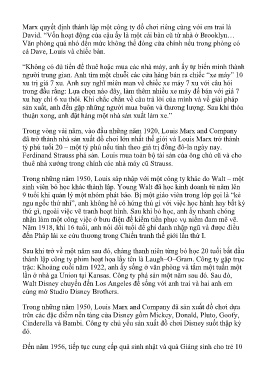 Marx quyết định thành lập một công ty đồ chơi riêng cùng với em trai là
David. “Vốn hoạt động của cậu ấy là một cái bàn cũ từ nhà ở Brooklyn…
Văn phòng quá nhỏ đến mức không thể đóng cửa chính nếu trong phòng có
cả Dave, Louis và chiếc bàn.
“Không có đủ tiền để thuê hoặc mua các nhà máy, anh ấy tự biến mình thành
người trung gian. Anh tìm một chuỗi các cửa hàng bán ra chiếc “xe máy” 10
xu trị giá 7 xu. Anh suy nghĩ miên man về chiếc xe máy 7 xu với câu hỏi
trong đầu rằng: Lựa chọn nào đây, làm thêm nhiều xe máy để bán với giá 7
xu hay chỉ 6 xu thôi. Khi chắc chắn về câu trả lời của mình và về giải pháp
sản xuất, anh đến gặp những người mua buôn và thương lượng. Sau khi thỏa
thuận xong, anh đặt hàng một nhà sản xuất làm xe.”
Trong vòng vài năm, vào đầu những năm 1920, Louis Marx and Company
đã trở thành nhà sản xuất đồ chơi lớn nhất thế giới và Louis Marx trở thành
tỷ phú tuổi 20 – một tỷ phú nếu tính theo giá trị đồng đô-la ngày nay.
Ferdinand Strauss phá sản. Louis mua toàn bộ tài sản của ông chủ cũ và cho
thuê nhà xưởng trong chính các nhà máy cũ Strauss.
Trong những năm 1950, Louis sáp nhập với một công ty khác do Walt – một
sinh viên bỏ học khác thành lập. Young Walt đã học kinh doanh từ năm lên
9 tuổi khi quản lý một nhóm phát báo. Bị một giáo viên trong lớp gọi là “kẻ
ngu ngốc thứ nhì”, anh không hề có hứng thú gì với việc học hành hay bất kỳ
thứ gì, ngoài việc vẽ tranh hoạt hình. Sau khi bỏ học, anh ấy nhanh chóng
nhận làm một công việc ở bưu điện để kiếm tiền phục vụ niềm đam mê vẽ.
Năm 1918, khi 16 tuổi, anh nói dối tuổi để ghi danh nhập ngũ và được điều
đến Pháp lái xe cứu thương trong Chiến tranh thế giới lần thứ I.
Sau khi trở về một năm sau đó, chàng thanh niên từng bỏ học 20 tuổi bắt đầu
thành lập công ty phim hoạt họa lấy tên là Laugh–O–Gram. Công ty gặp trục
trặc: Khoảng cuối năm 1922, anh ấy sống ở văn phòng và tắm một tuần một
lần ở nhà ga Union tại Kansas. Công ty phá sản một năm sau đó. Sau đó,
Walt Disney chuyển đến Los Angeles để sống với anh trai và hai anh em
cùng mở Studio Disney Brothers.
Trong những năm 1950, Louis Marx and Company đã sản xuất đồ chơi dựa
trên các đặc điểm nền tảng của Disney gồm Mickey, Donald, Pluto, Goofy,
Cinderella và Bambi. Công ty chủ yếu sản xuất đồ chơi Disney suốt thập kỷ
đó.
Đến năm 1956, tiếp tục cung cấp quà sinh nhật và quà Giáng sinh cho trẻ 10